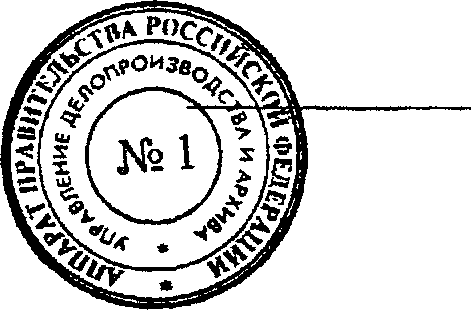 АППАРАТ ПРАВИТЕЛЬСТВА РОССИЙСКОЙ ФЕДЕРАЦИИ *
УПРАВЛЕНИЕ ДЕЛОПРОИЗВОДСТВА И АРХИВА *
№ 1